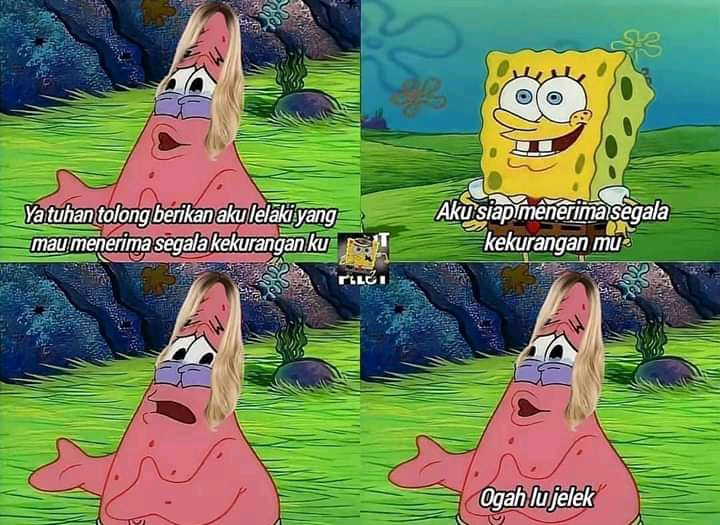 Ya tuhan tolong berikan aku lelaki yang
mau menerima segala kekurangan ku
Aku siap menerima segala
kekurangan mu
Ogah lu jelek